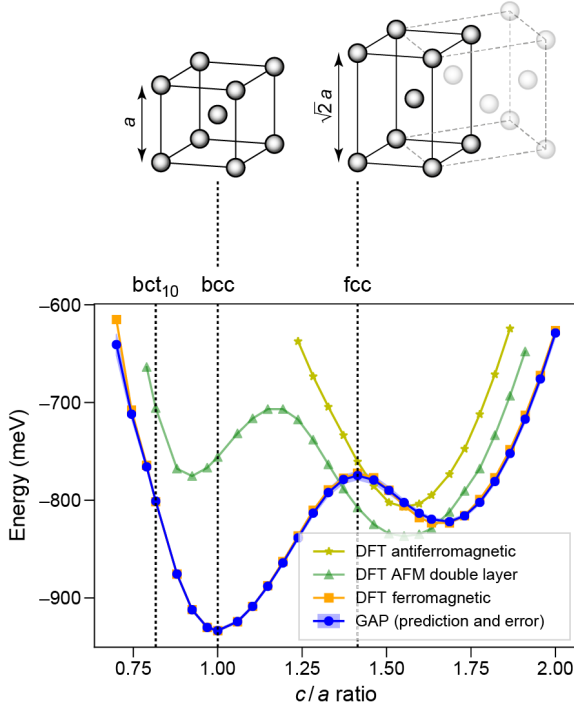 a
√2 a
bct₁₀ bcc fcc
−600
−700
−800
−900
Energy (meV)
DFT antiferromagnetic
DFT AFM double layer
DFT ferromagnetic
GAP (prediction and error)
0.75 1.00 1.25 1.50 1.75 2.00
c / a ratio